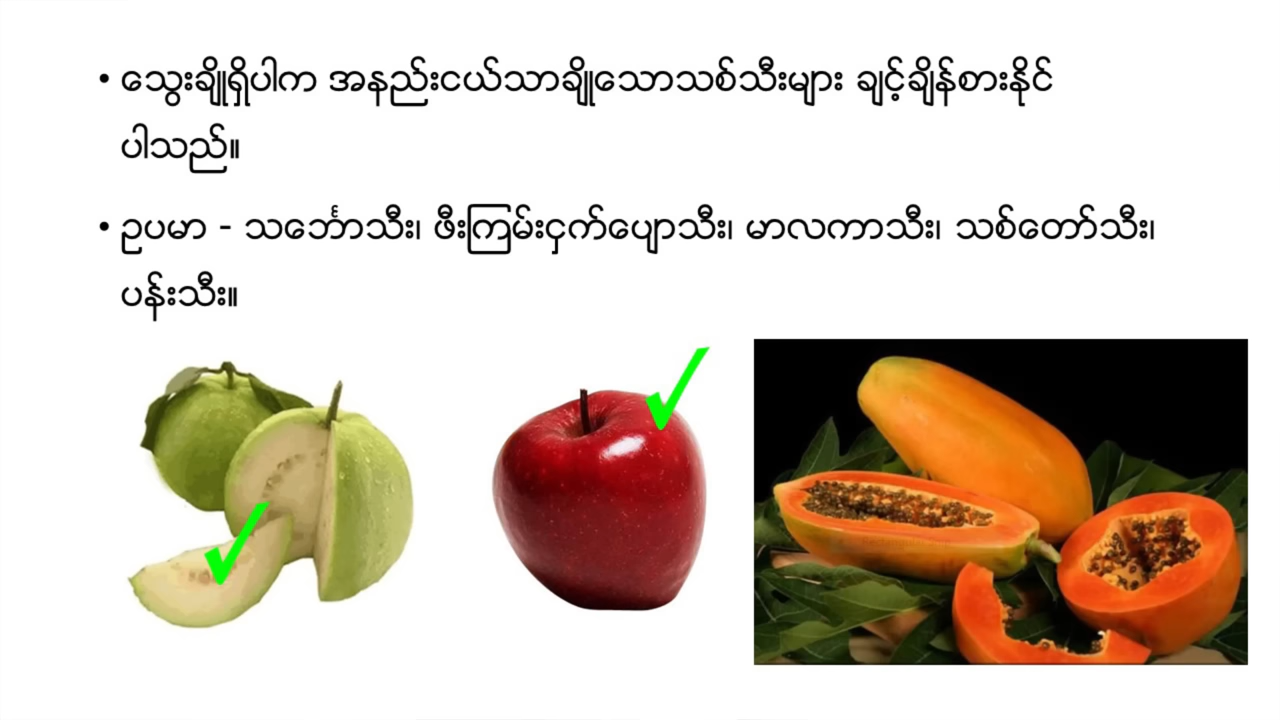 • သွေးချိုရှိပါက အနည်းငယ်သာချိုသောသစ်သီးများ ချင့်ချိန်စားနိုင်
ပါသည်။
• ဥပမာ - သင်္ဘောသီး၊ ဖီးကြမ်းငှက်ပျောသီး၊ မာလကာသီး၊ သစ်တော်သီး၊
ပန်းသီး။